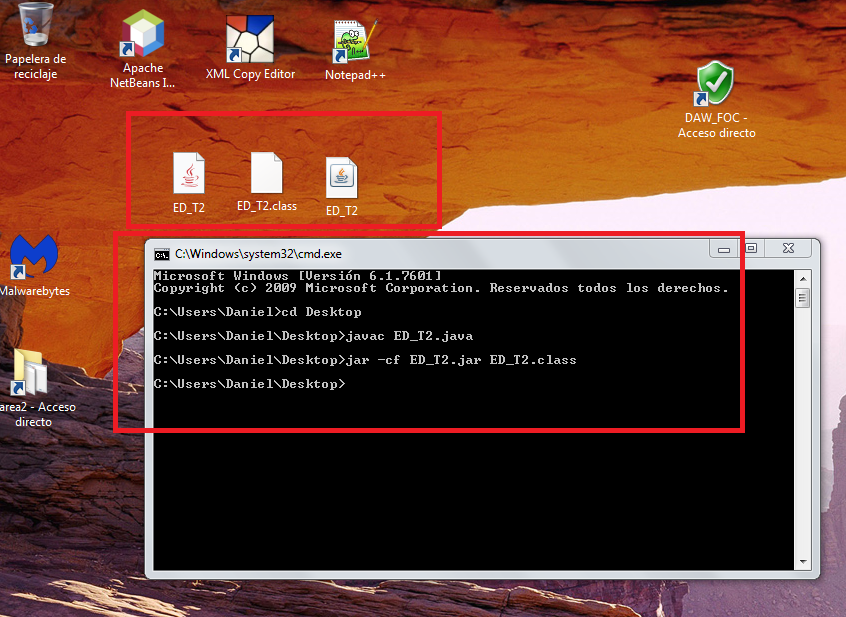 Papelera de
reciclaje
Apache
NetBeans I...
XML Copy Editor
Notepad++
DAW_FOC -
Acceso directo
ED_T2
ED_T2.class
ED_T2
Malwarebytes
area2 - Acceso
directo
C:\Windows\system32\cmd.exe
Microsoft Windows [Versión 6.1.7601]
Copyright (c) 2009 Microsoft Corporation. Reservados todos los derechos.
C:\Users\Daniel>cd Desktop
C:\Users\Daniel\Desktop>javac ED_T2.java
C:\Users\Daniel\Desktop>jar -cf ED_T2.jar ED_T2.class
C:\Users\Daniel\Desktop>